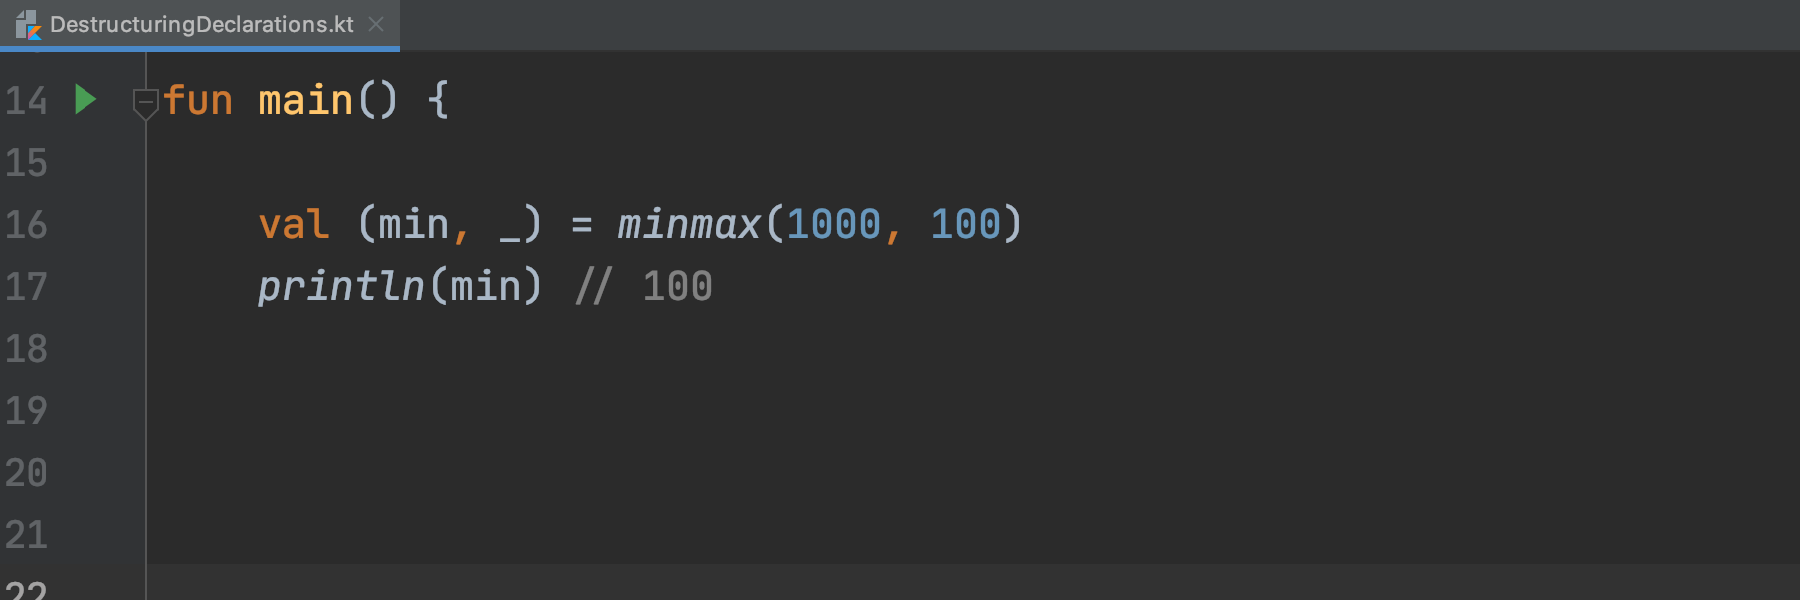 DestructuringDeclarations.kt
14 fun main() {
15
16 val (min, _) = minmax(1000, 100)
17 println(min) // 100
18
19
20
21
22